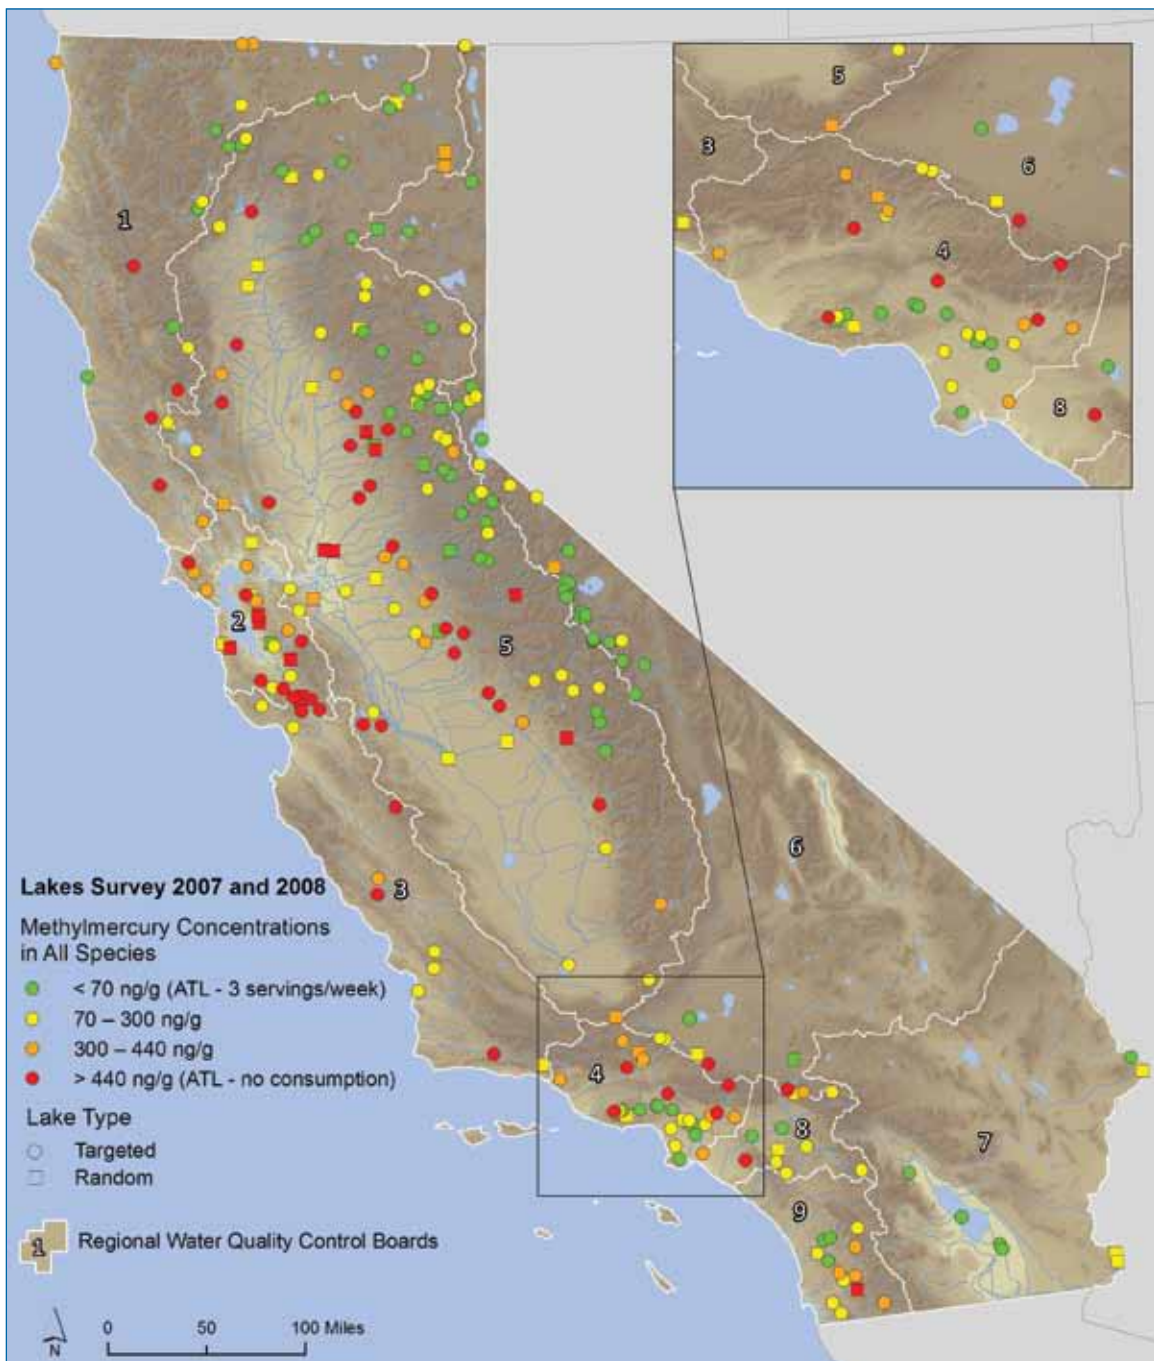 5
3
6
4
8
1
2
5
6
3
4
8
7
9
Lakes Survey 2007 and 2008
Methylmercury Concentrations
in All Species
< 70 ng/g (ATL - 3 servings/week)
70 – 300 ng/g
300 – 440 ng/g
> 440 ng/g (ATL - no consumption)
Lake Type
Targeted
Random
1 Regional Water Quality Control Boards
N
0 50 100 Miles